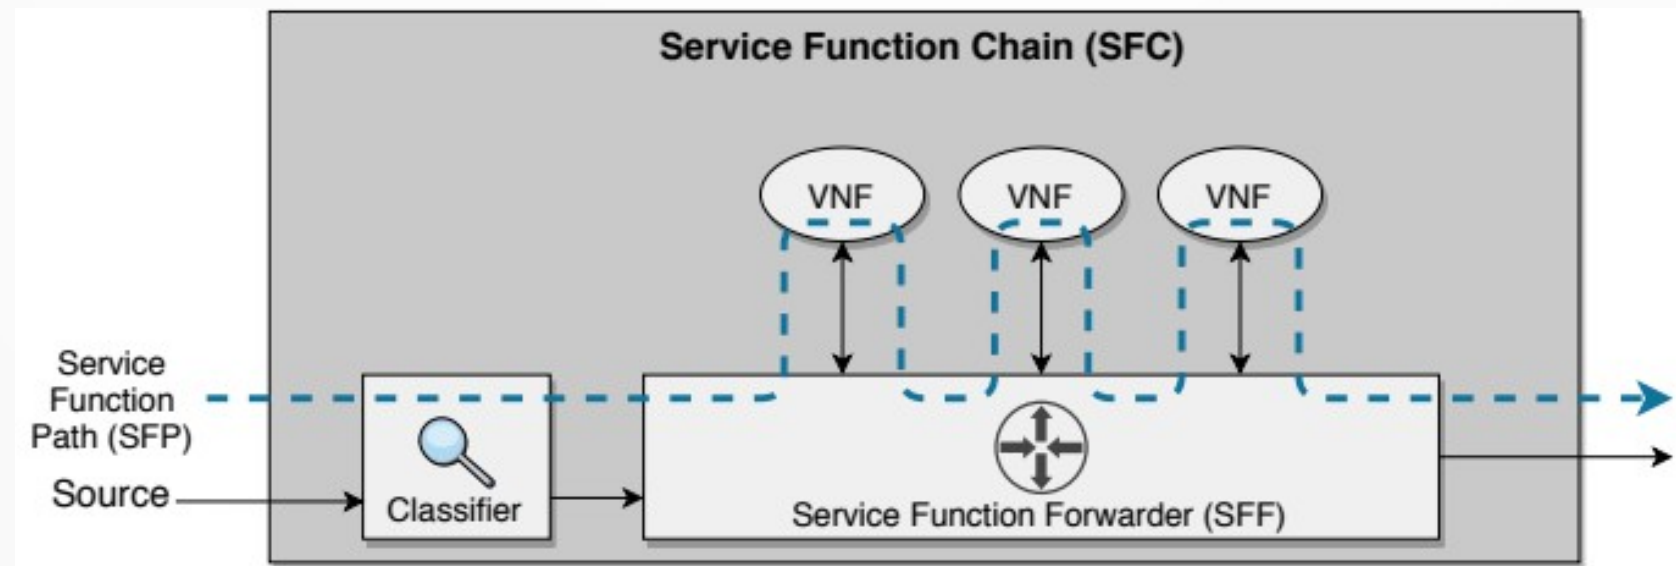 Service Function Chain (SFC)
VNF
VNF
VNF
Service
Function
Path (SFP)
Source
Classifier
Service Function Forwarder (SFF)